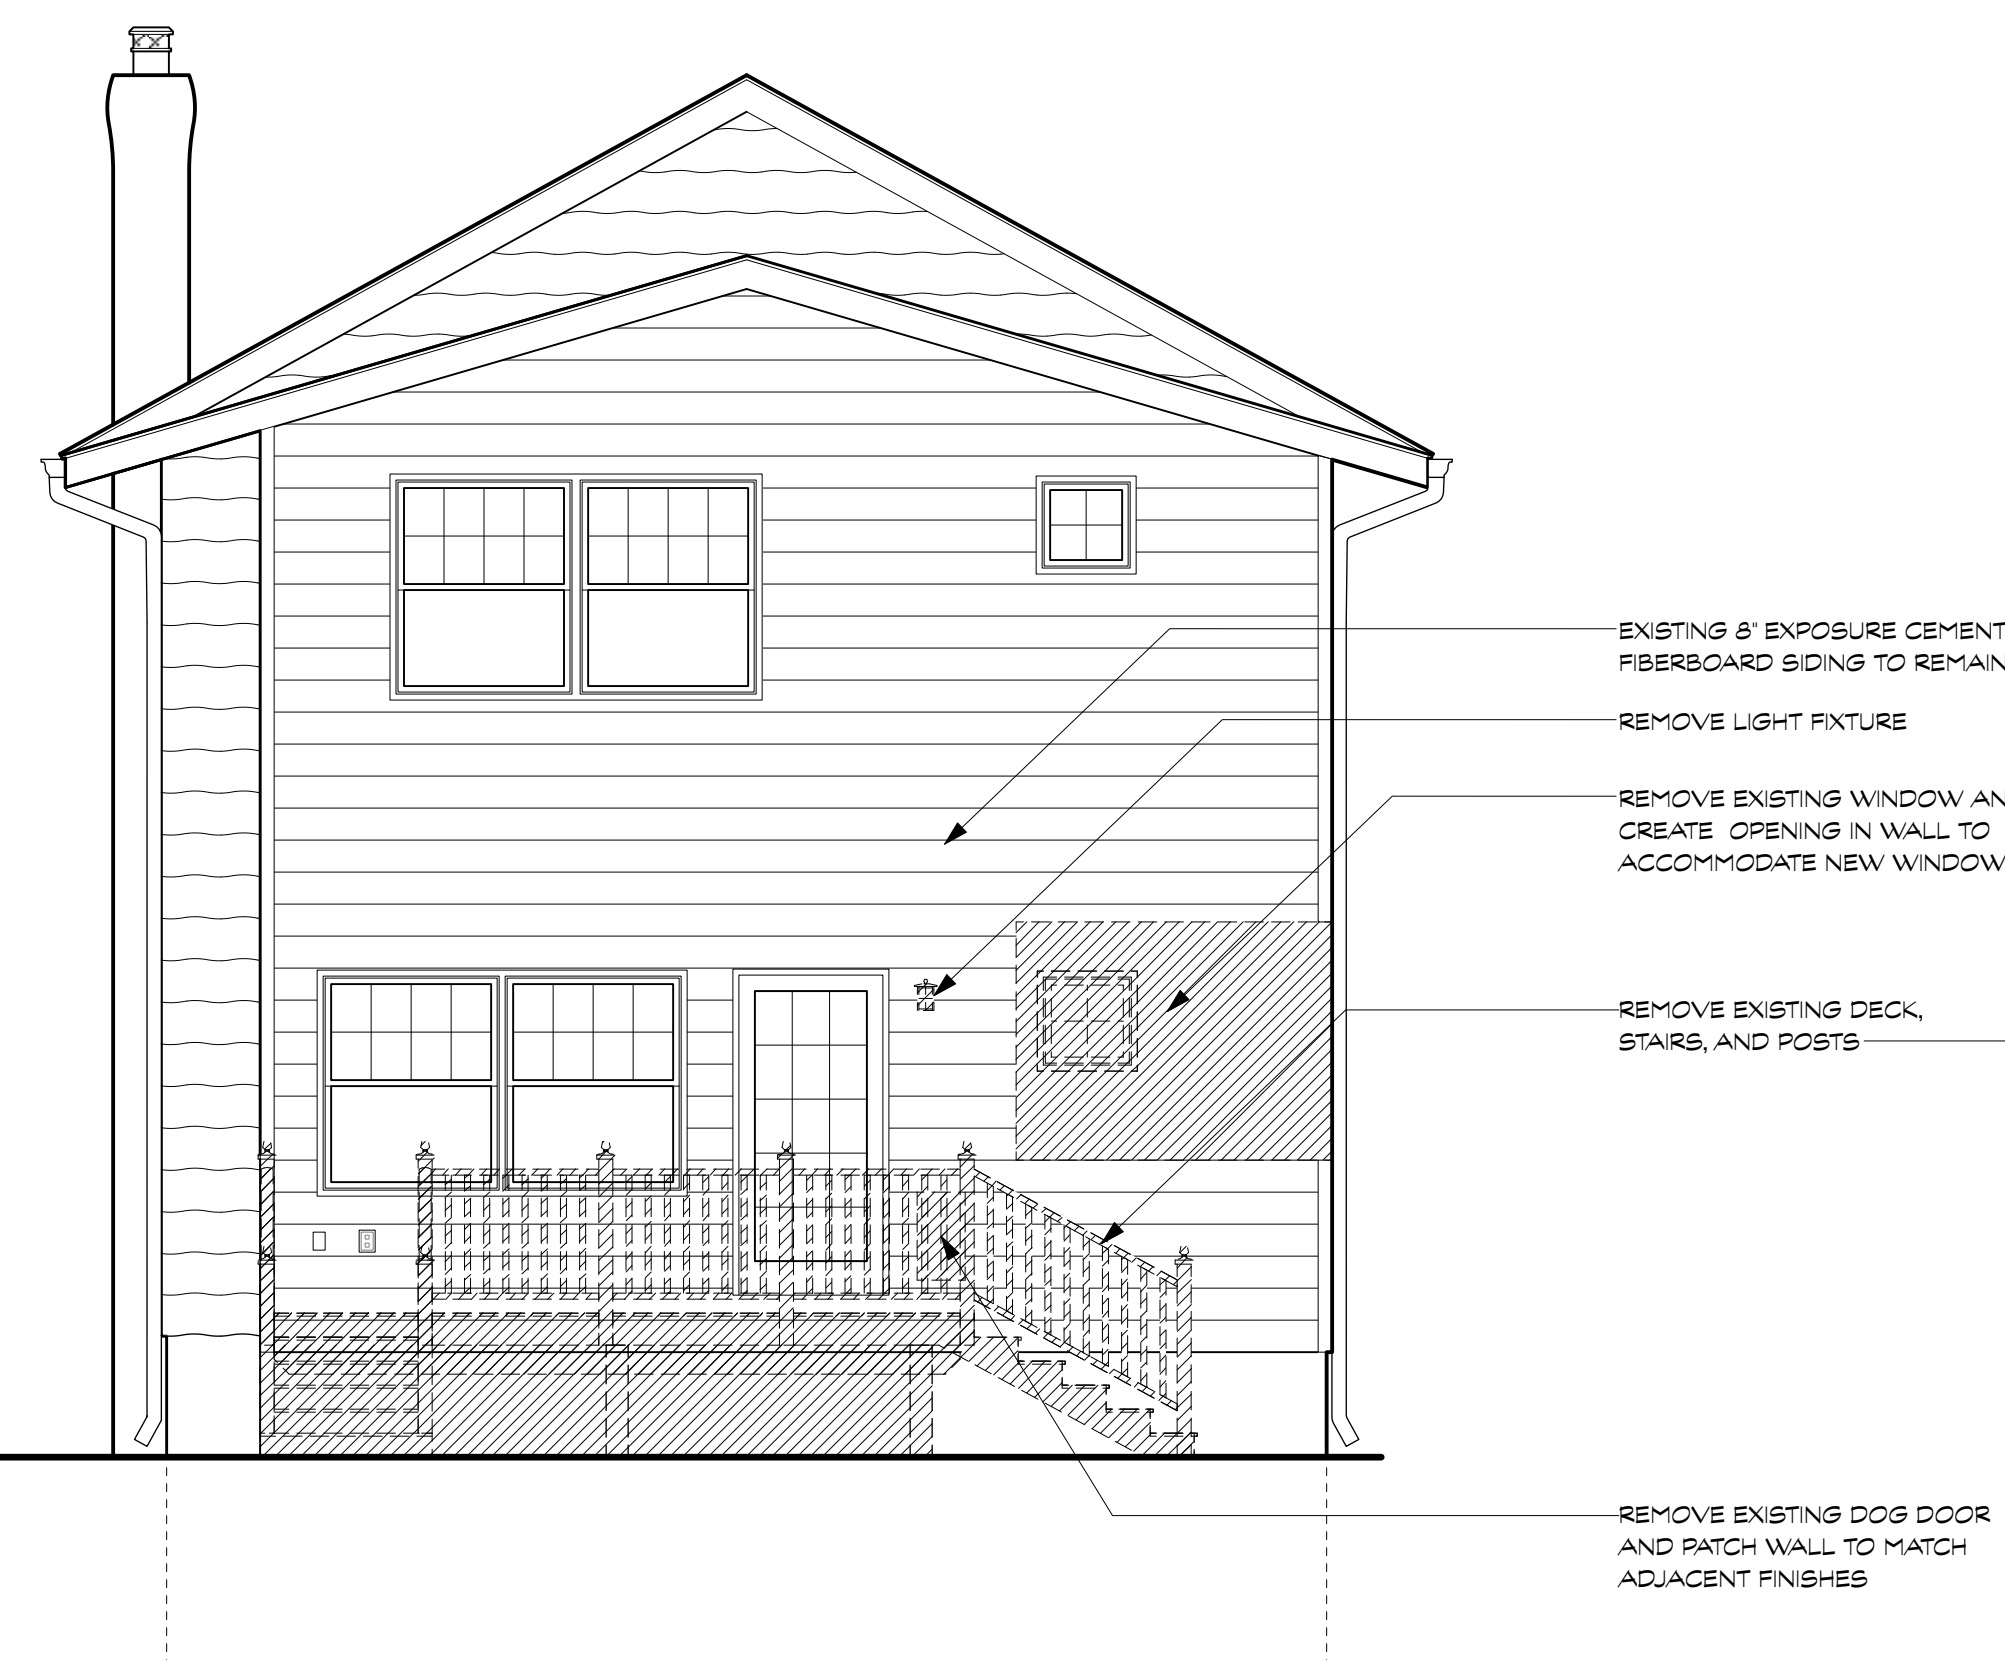 EXISTING 8" EXPOSURE CEMENT
FIBERBOARD SIDING TO REMAIN
REMOVE LIGHT FIXTURE
REMOVE EXISTING WINDOW AN
CREATE OPENING IN WALL TO
ACCOMMODATE NEW WINDOW
REMOVE EXISTING DECK,
STAIRS, AND POSTS
REMOVE EXISTING DOG DOOR
AND PATCH WALL TO MATCH
ADJACENT FINISHES